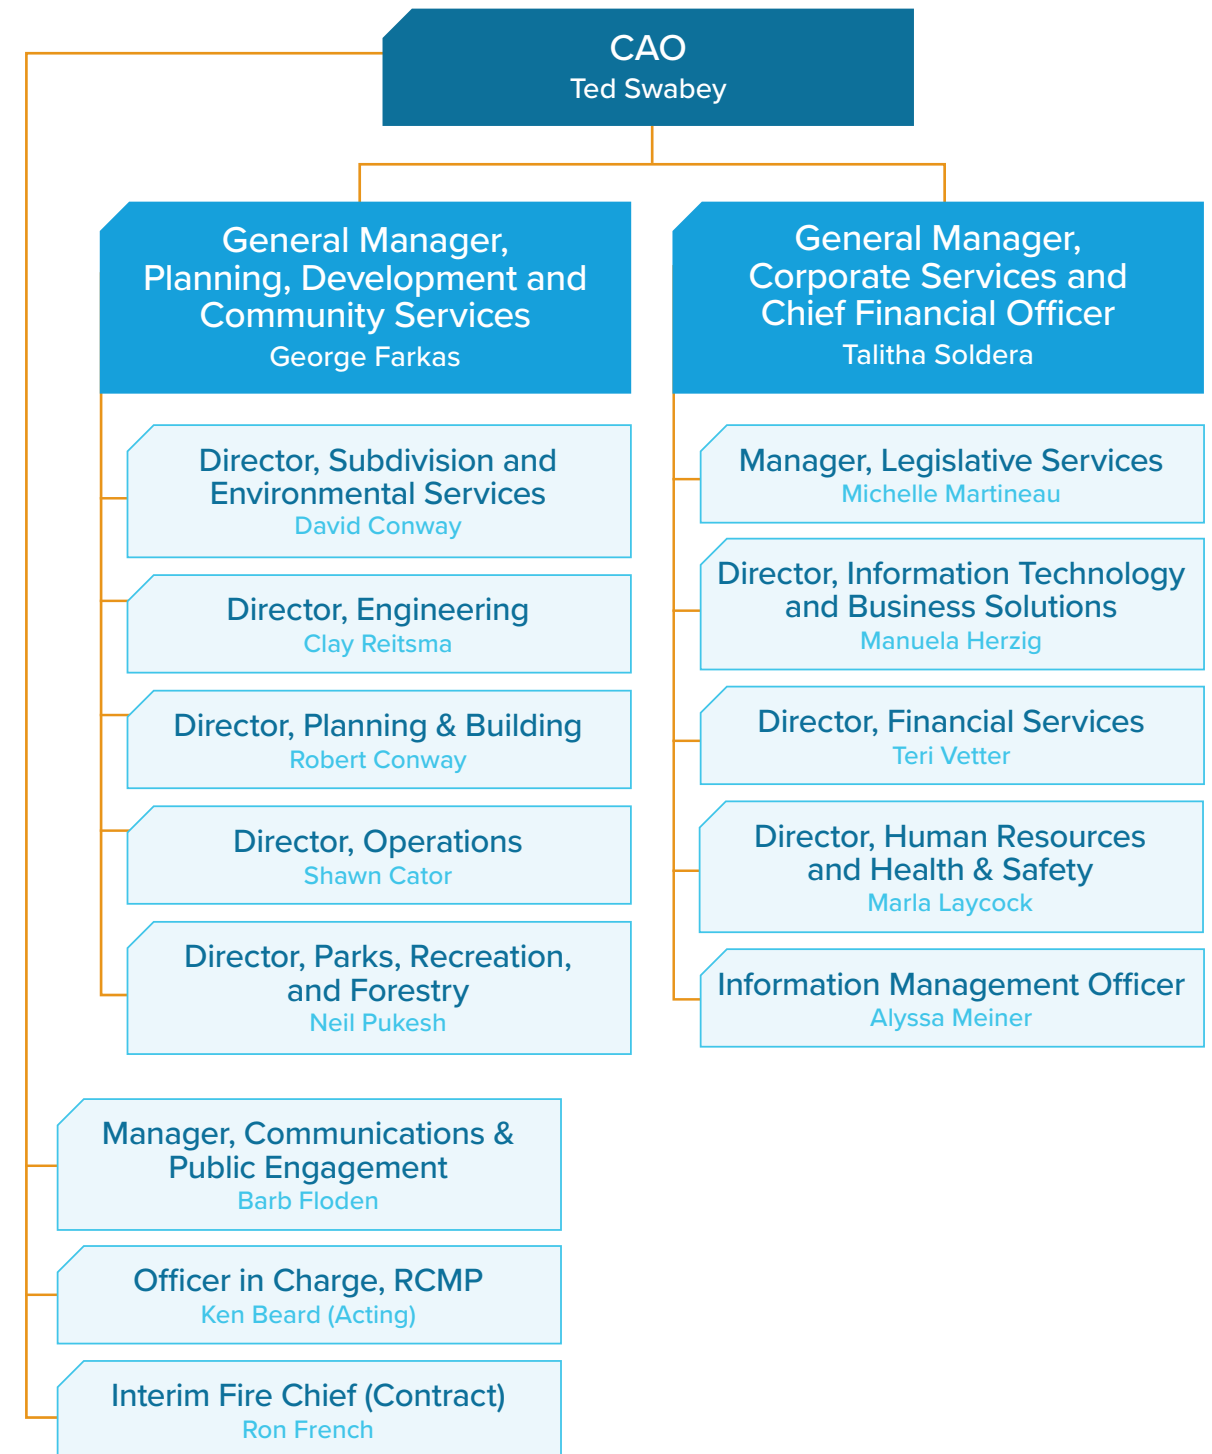 CAO
Ted Swabey
General Manager,
Planning, Development and
Community Services
George Farkas
General Manager,
Corporate Services and
Chief Financial Officer
Talitha Soldera
Director, Subdivision and
Environmental Services
David Conway
Director, Engineering
Clay Reitsma
Director, Planning & Building
Robert Conway
Director, Operations
Shawn Cator
Director, Parks, Recreation,
and Forestry
Neil Pukesh
Manager, Legislative Services
Michelle Martineau
Director, Information Technology
and Business Solutions
Manuela Herzig
Director, Financial Services
Teri Vetter
Director, Human Resources
and Health & Safety
Marla Laycock
Information Management Officer
Alyssa Meiner
Manager, Communications &
Public Engagement
Barb Floden
Officer in Charge, RCMP
Ken Beard (Acting)
Interim Fire Chief (Contract)
Ron French